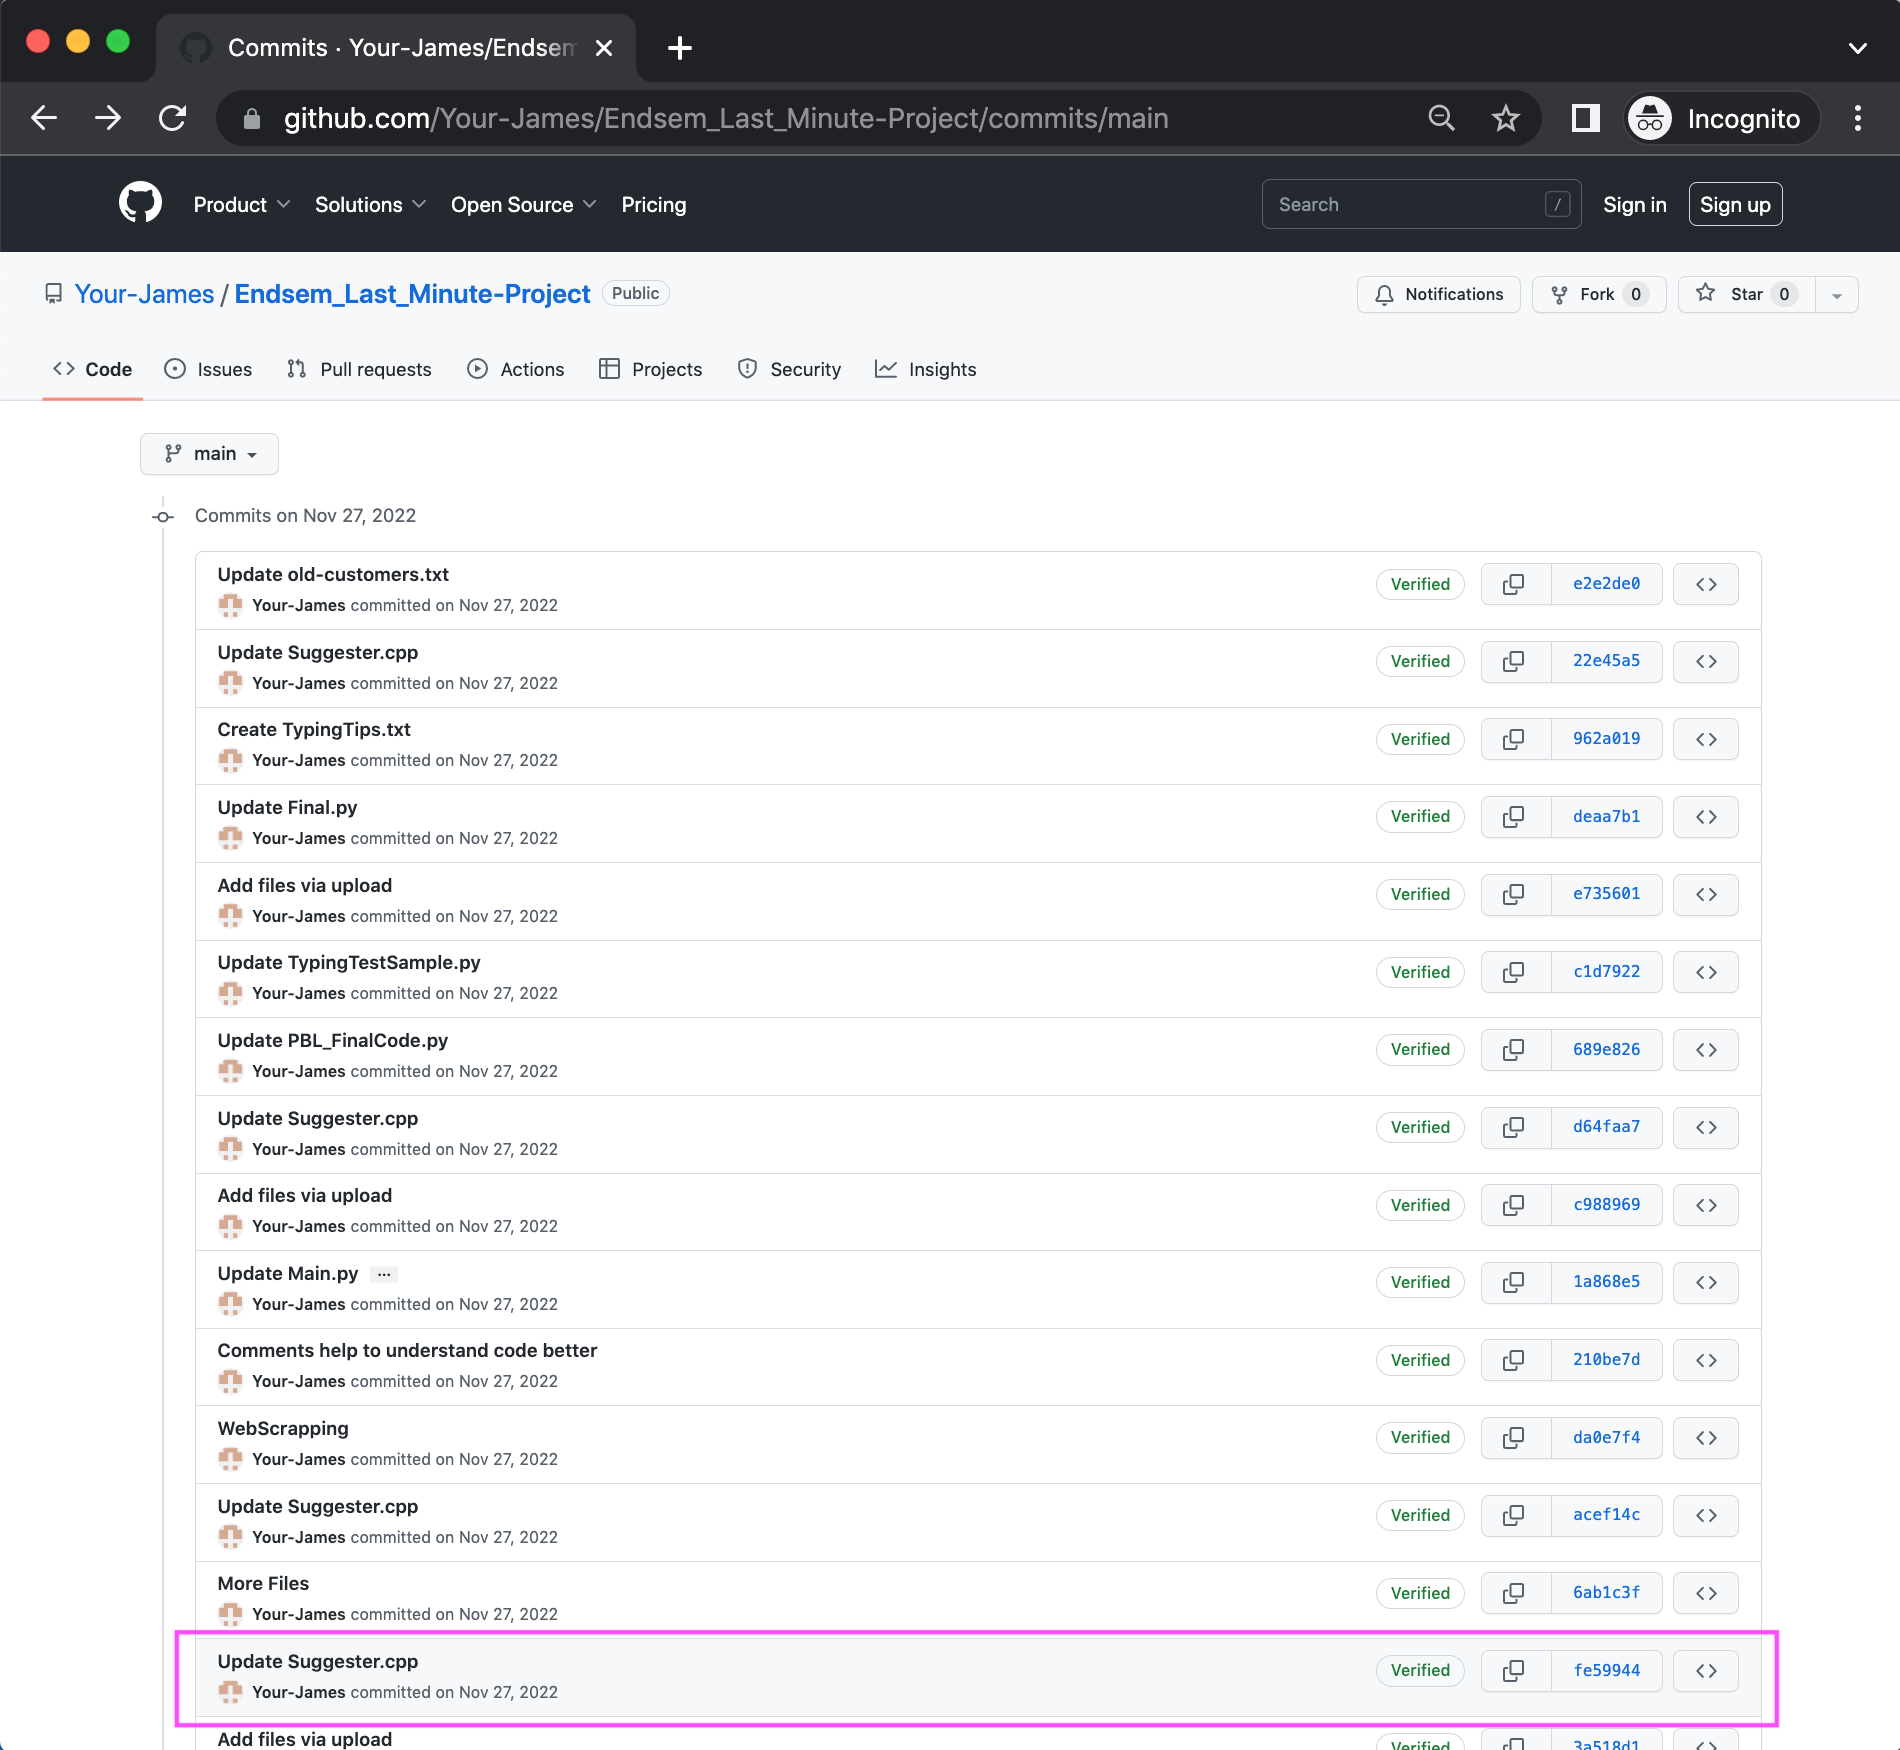 Commits · Your-James/Endsem
github.com/Your-James/Endsem_Last_Minute-Project/commits/main
Incognito
Product
Solutions
Open Source
Pricing
Search
/
Sign in
Sign up
Your-James / Endsem_Last_Minute-Project
Public
Notifications
Fork 0
Star 0
Code
Issues
Pull requests
Actions
Projects
Security
Insights
main
Commits on Nov 27, 2022
Update old-customers.txt
Your-James committed on Nov 27, 2022
Verified
e2e2de0
Update Suggester.cpp
Your-James committed on Nov 27, 2022
Verified
22e45a5
Create TypingTips.txt
Your-James committed on Nov 27, 2022
Verified
962a019
Update Final.py
Your-James committed on Nov 27, 2022
Verified
deaa7b1
Add files via upload
Your-James committed on Nov 27, 2022
Verified
e735601
Update TypingTestSample.py
Your-James committed on Nov 27, 2022
Verified
c1d7922
Update PBL_FinalCode.py
Your-James committed on Nov 27, 2022
Verified
689e826
Update Suggester.cpp
Your-James committed on Nov 27, 2022
Verified
d64faa7
Add files via upload
Your-James committed on Nov 27, 2022
Verified
c988969
Update Main.py ...
Your-James committed on Nov 27, 2022
Verified
1a868e5
Comments help to understand code better
Your-James committed on Nov 27, 2022
Verified
210be7d
WebScrapping
Your-James committed on Nov 27, 2022
Verified
da0e7f4
Update Suggester.cpp
Your-James committed on Nov 27, 2022
Verified
acef14c
More Files
Your-James committed on Nov 27, 2022
Verified
6ab1c3f
Update Suggester.cpp
Your-James committed on Nov 27, 2022
Verified
fe59944
Add files via upload
Verified
3a518d1